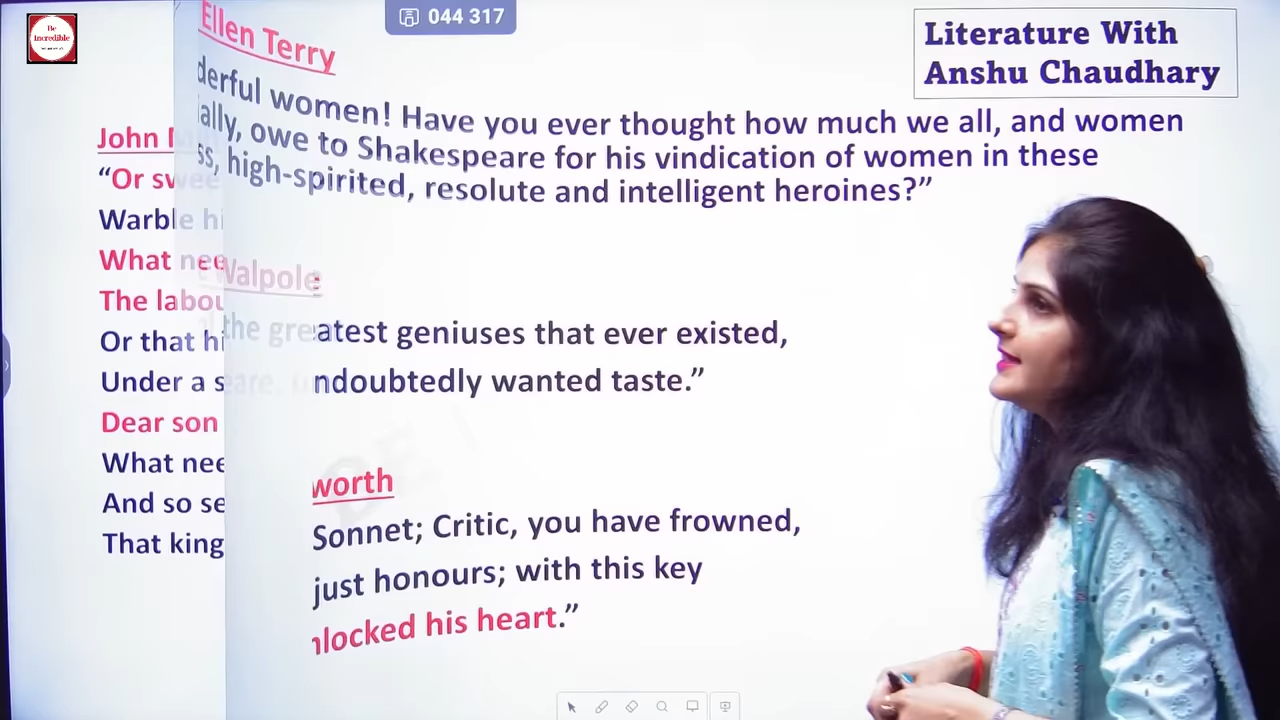 Be
Incredible
044 317
Literature With
Anshu Chaudhary
Ellen Terry
derful women! Have you ever thought how much we all, and women
ally, owe to Shakespeare for his vindication of women in these
ss, high-spirited, resolute and intelligent heroines?”
Walpole
the greatest geniuses that ever existed,
eare, undoubtedly wanted taste.”
worth
Sonnet; Critic, you have frowned,
just honours; with this key
nlocked his heart.”
John M
“Or swee
Warble hi
What nee
The labou
Or that hi
Under a s
Dear son
What nee
And so se
That king